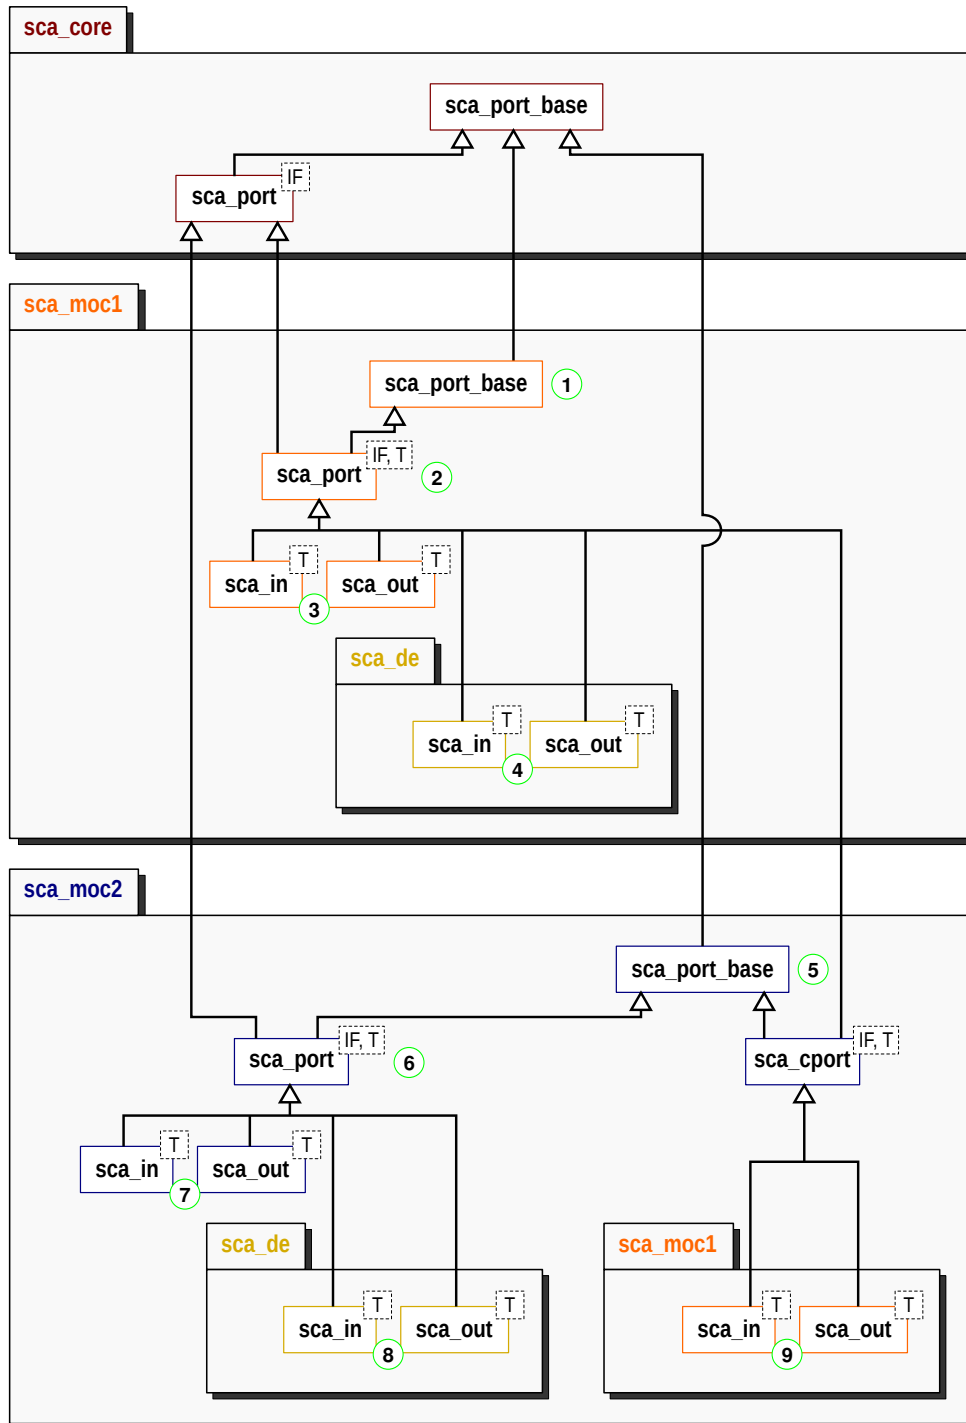 sca_core
sca_port_base
IF
sca_port
sca_moc1
sca_port_base
1
IF, T
sca_port
2
T
T
sca_in
sca_out
3
sca_de
T
T
sca_in
sca_out
4
sca_moc2
sca_port_base
5
IF, T
sca_port
6
IF, T
sca_cport
T
T
sca_in
sca_out
7
sca_de
sca_moc1
T
T
sca_in
sca_out
8
T
T
sca_in
sca_out
9